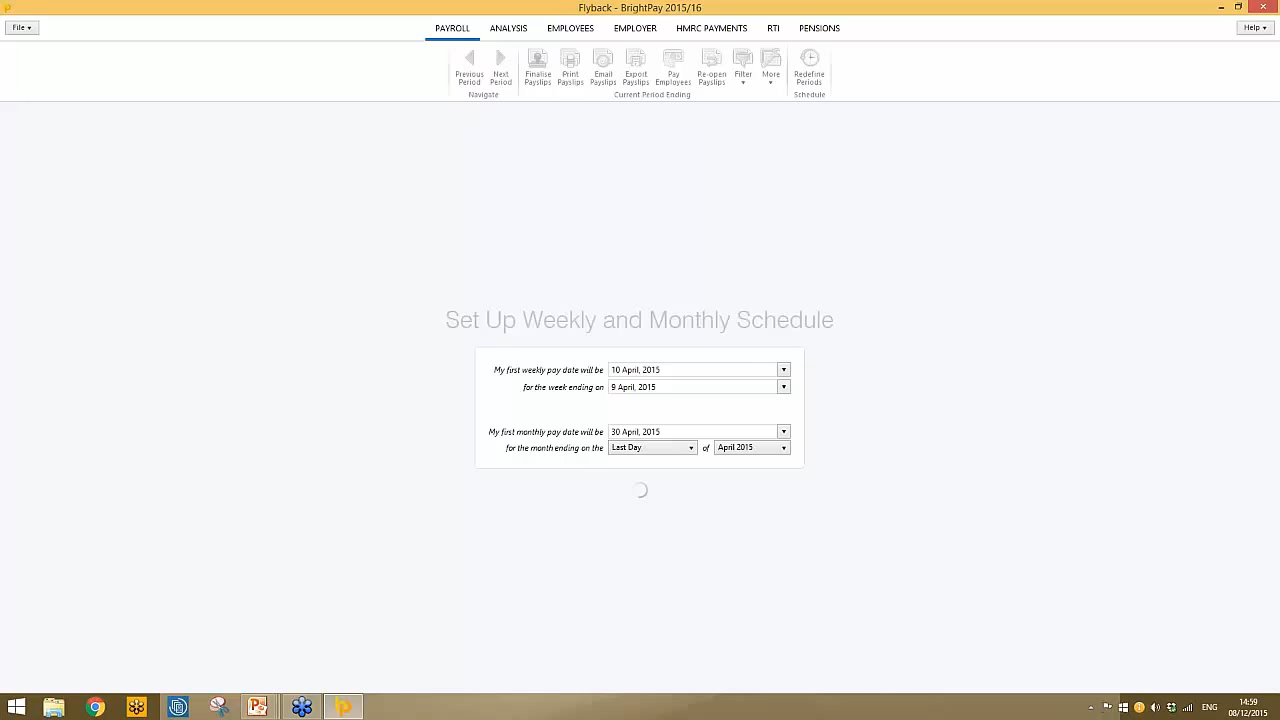 Flyback - BrightPay 2015/16
File
PAYROLL ANALYSIS EMPLOYEES EMPLOYER HMRC PAYMENTS RTI PENSIONS
Help
Previous Period
Next Period
Finalise Payslips
Print Payslips
Email Payslips
Export Payslips
Pay Employees
Re-open Payslips
Filter
More
Redefine Periods
Navigate
Current Period Ending
Schedule
Set Up Weekly and Monthly Schedule
My first weekly pay date will be 10 April, 2015
for the week ending on 9 April, 2015
My first monthly pay date will be 30 April, 2015
for the month ending on the Last Day of April 2015
ENG
14:59
08/12/2015